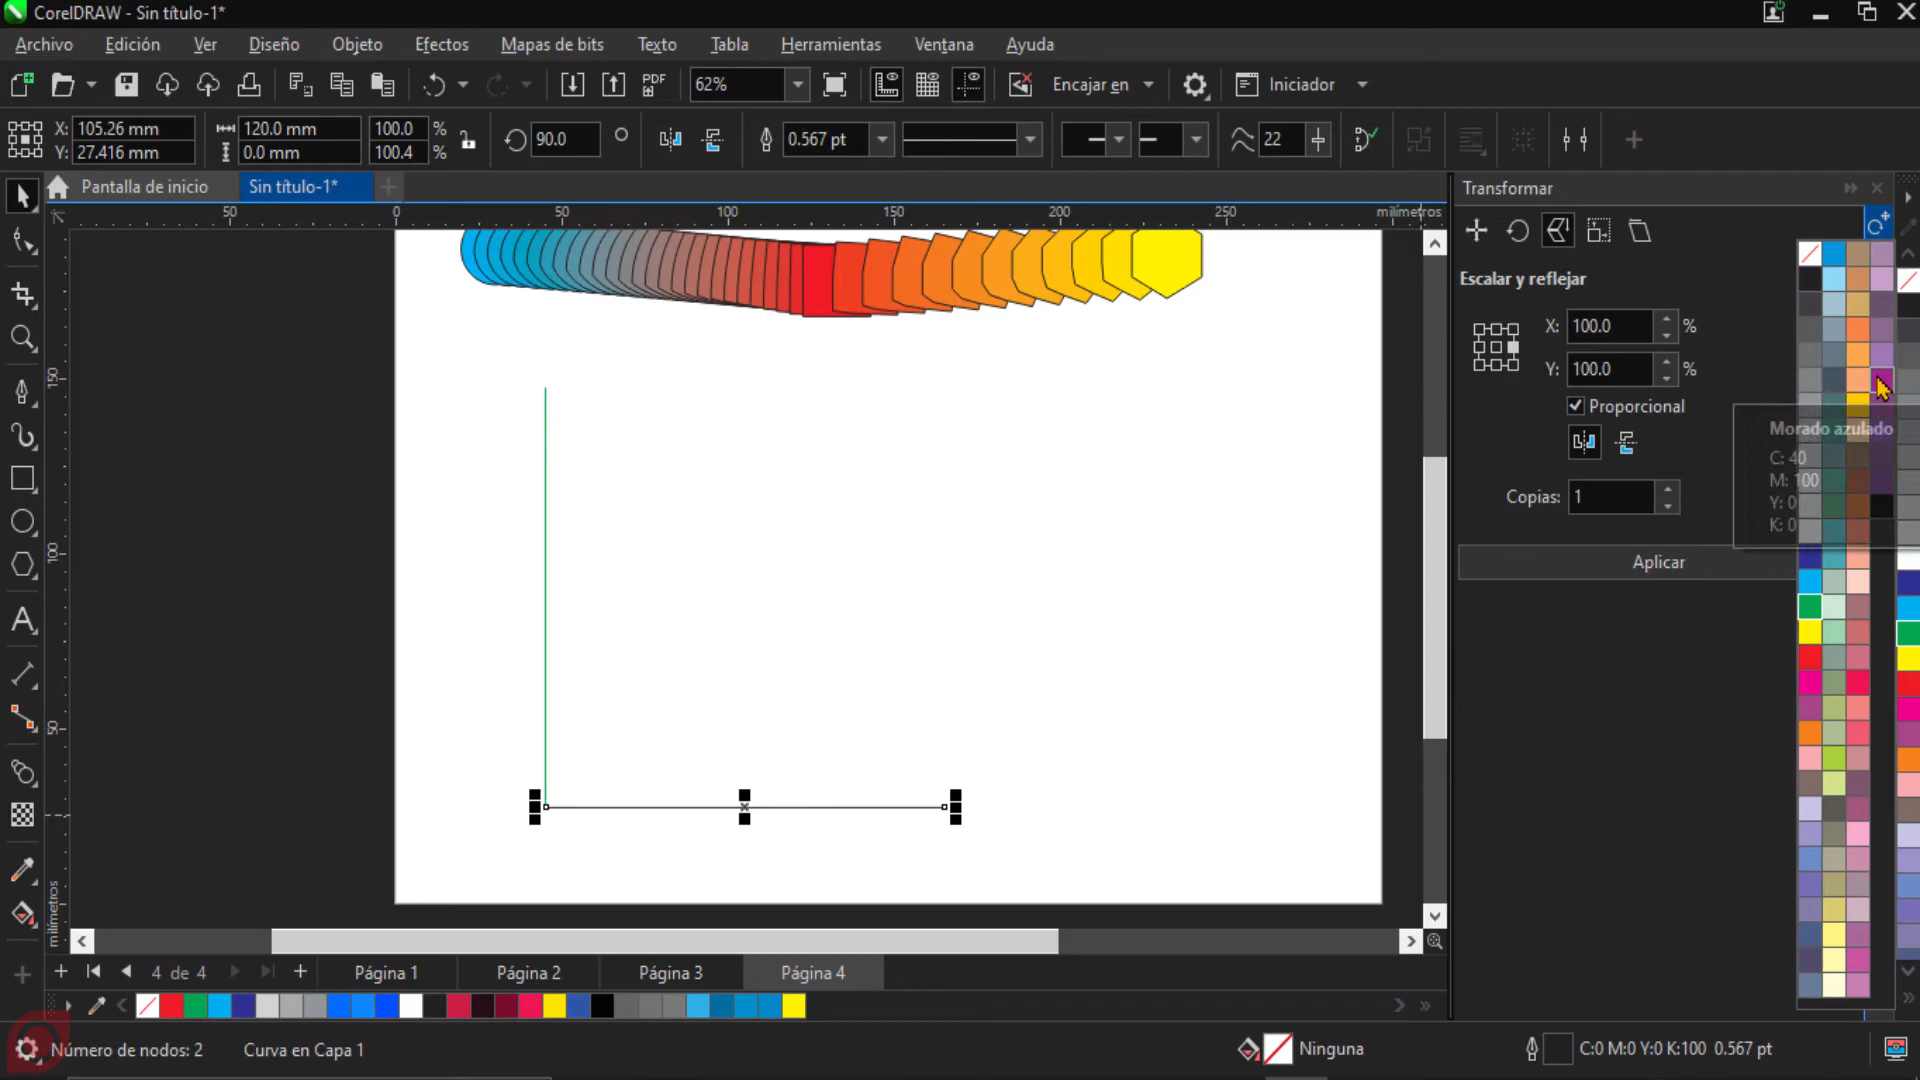 CorelDRAW - Sin título-1*
Archivo Edición Ver Diseño Objeto Efectos Mapas de bits Texto Tabla Herramientas Ventana Ayuda
PDF 62% Encajar en Iniciador
X: 105.26 mm 120.0 mm 100.0 % 90.0 ° 0.567 pt 22
Y: 27.416 mm 0.0 mm 100.4 %
Pantalla de inicio Sin título-1* Transformar
50 0 50 100 150 200 250 milímetros
Escalar y reflejar
X: 100.0 %
Y: 100.0 %
Proporcional
Morado azulado
C: 40
M: 100
Y: 0
K: 0
Copias: 1
Aplicar
150
100
50
milímetros
4 de 4 Página 1 Página 2 Página 3 Página 4
Número de nodos: 2 Curva en Capa 1 Ninguna C:0 M:0 Y:0 K:100 0.567 pt